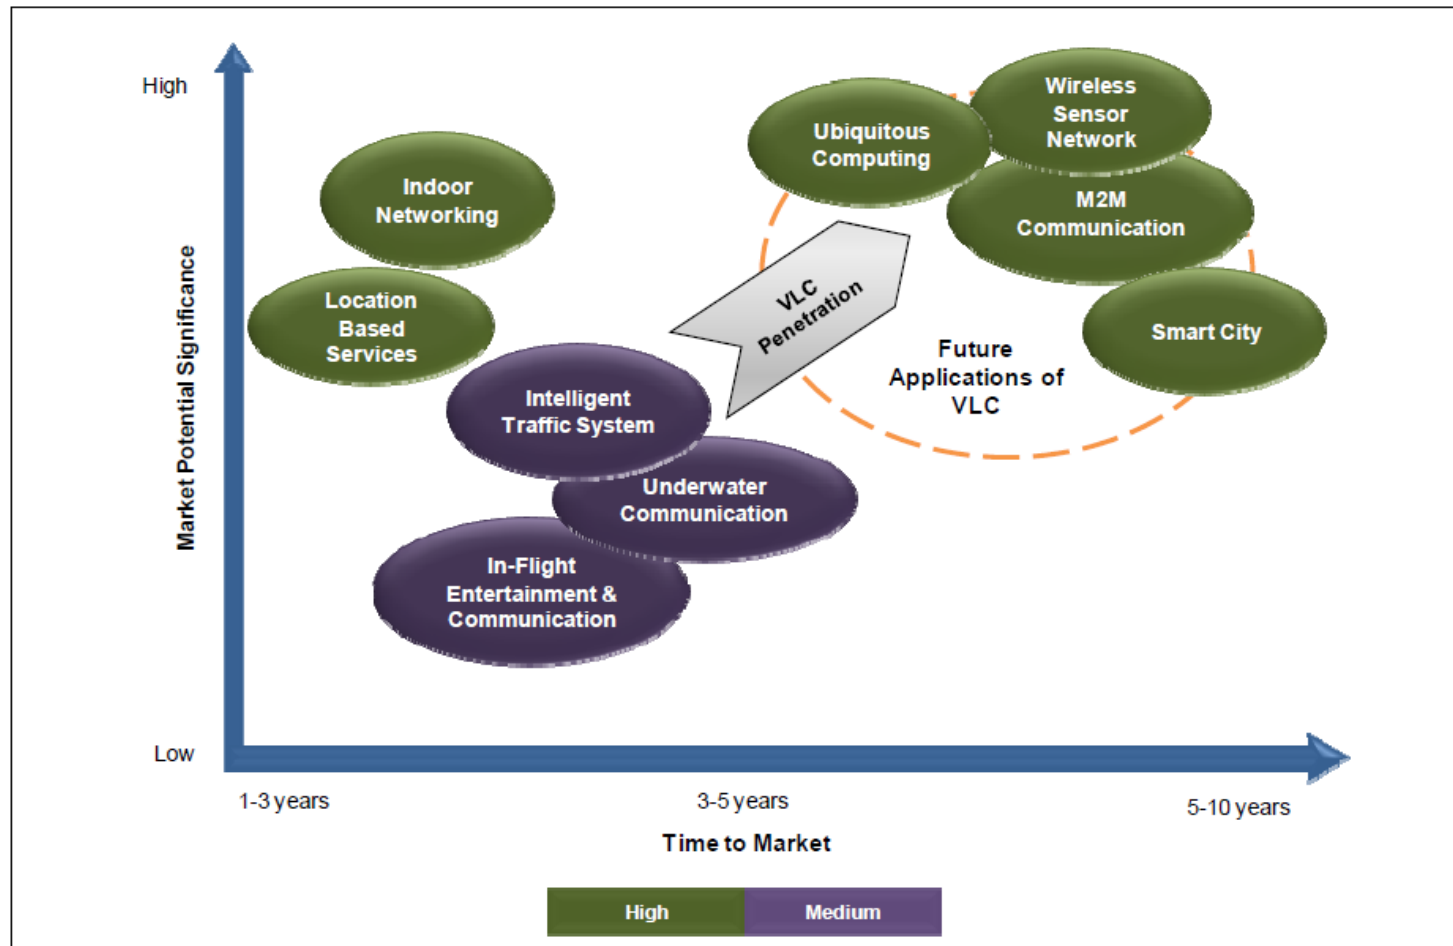 High
Wireless
Sensor
Network
Ubiquitous
Computing
Indoor
Networking
M2M
Communication
Location
Based
Services
VLC
Penetration
Smart City
Future
Applications of
VLC
Intelligent
Traffic System
Underwater
Communication
In-Flight
Entertainment &
Communication
Market Potential Significance
Low
1-3 years
3-5 years
5-10 years
Time to Market
High
Medium